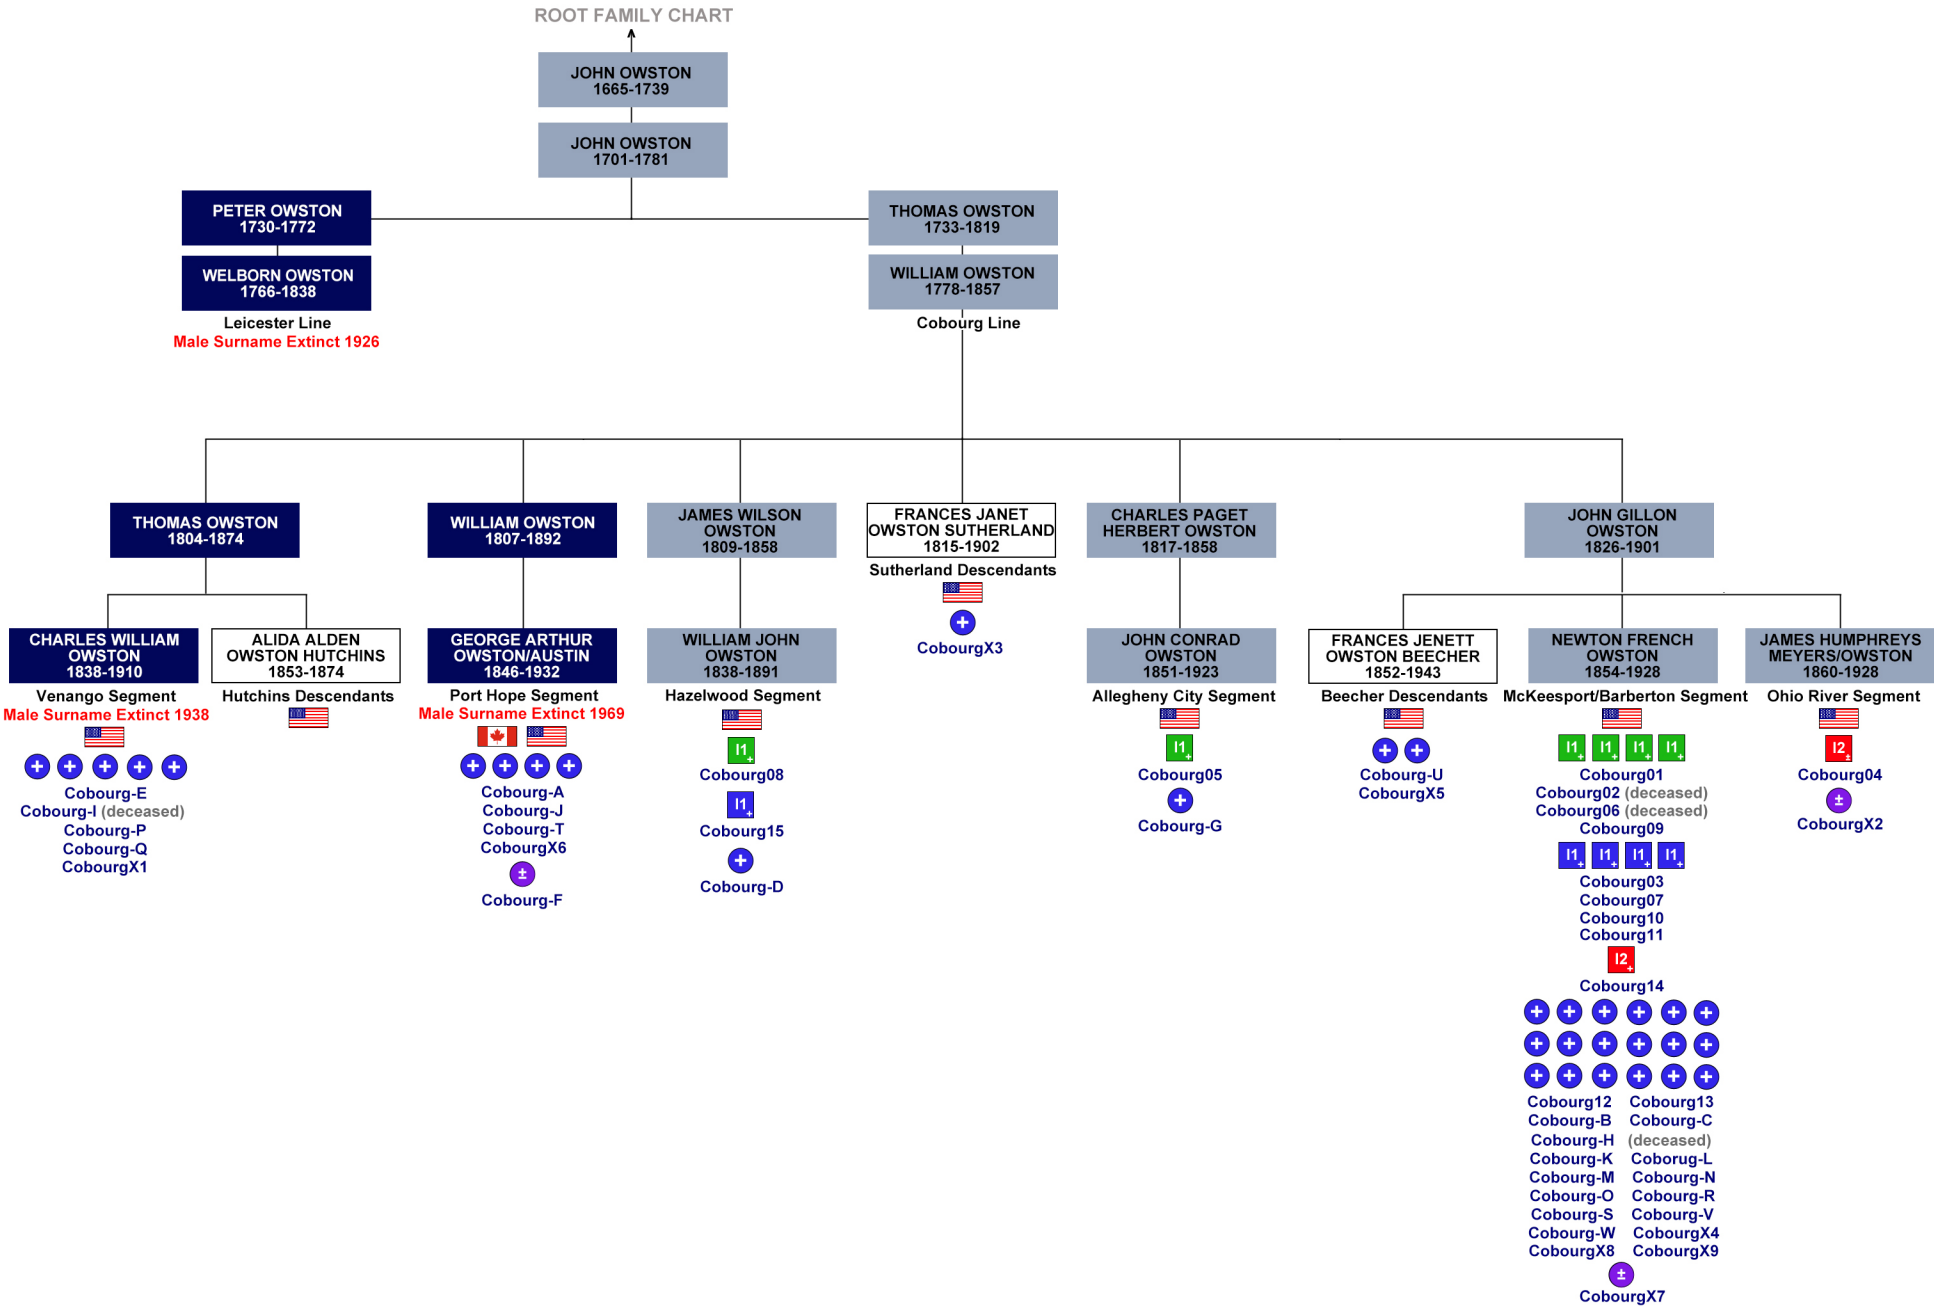 ROOT FAMILY CHART
JOHN OWSTON
1665-1739
JOHN OWSTON
1701-1781
PETER OWSTON
1730-1772
THOMAS OWSTON
1733-1819
WELBORN OWSTON
1766-1838
WILLIAM OWSTON
1778-1857
Leicester Line
Male Surname Extinct 1926
Cobourg Line
THOMAS OWSTON
1804-1874
WILLIAM OWSTON
1807-1892
JAMES WILSON
OWSTON
1809-1858
FRANCES JANET
OWSTON SUTHERLAND
1815-1902
Sutherland Descendants
+
CobourgX3
CHARLES PAGET
HERBERT OWSTON
1817-1858
JOHN GILLON
OWSTON
1826-1901
CHARLES WILLIAM
OWSTON
1838-1910
Venango Segment
Male Surname Extinct 1938
+ + + + +
Cobourg-E
Cobourg-I (deceased)
Cobourg-P
Cobourg-Q
CobourgX1
ALIDA ALDEN
OWSTON HUTCHINS
1853-1874
Hutchins Descendants
GEORGE ARTHUR
OWSTON/AUSTIN
1846-1932
Port Hope Segment
Male Surname Extinct 1969
+ + + +
Cobourg-A
Cobourg-J
Cobourg-T
CobourgX6
±
Cobourg-F
WILLIAM JOHN
OWSTON
1838-1891
Hazelwood Segment
I1+
Cobourg08
I1+
Cobourg15
+
Cobourg-D
JOHN CONRAD
OWSTON
1851-1923
Allegheny City Segment
I1+
Cobourg05
+
Cobourg-G
FRANCES JENETT
OWSTON BEECHER
1852-1943
Beecher Descendants
+ +
Cobourg-U
CobourgX5
NEWTON FRENCH
OWSTON
1854-1928
McKeesport/Barberton Segment
I1+ I1+ I1+ I1+
Cobourg01
Cobourg02 (deceased)
Cobourg06 (deceased)
Cobourg09
I1+ I1+ I1+ I1+
Cobourg03
Cobourg07
Cobourg10
Cobourg11
I2+
Cobourg14
+ + + + + +
+ + + + + +
+ + + + + +
Cobourg12 Cobourg13
Cobourg-B Cobourg-C
Cobourg-H (deceased)
Cobourg-K Coborug-L
Cobourg-M Cobourg-N
Cobourg-O Cobourg-R
Cobourg-S Cobourg-V
Cobourg-W CobourgX4
CobourgX8 CobourgX9
±
CobourgX7
JAMES HUMPHREYS
MEYERS/OWSTON
1860-1928
Ohio River Segment
I2±
Cobourg04
±
CobourgX2